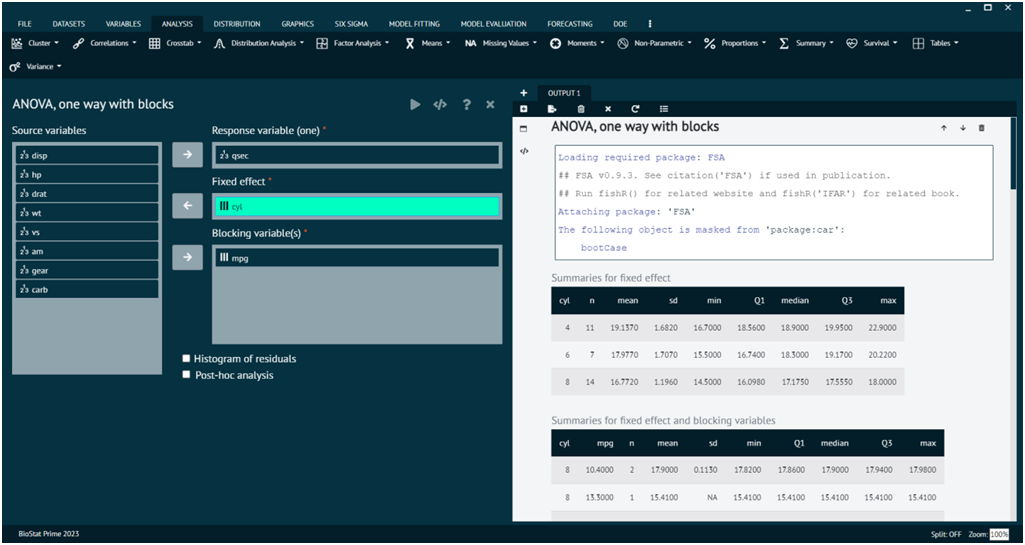 FILE DATASETS VARIABLES ANALYSIS DISTRIBUTION GRAPHICS SIX SIGMA MODEL FITTING MODEL EVALUATION FORECASTING DOE
Cluster Correlations Crosstab Distribution Analysis Factor Analysis Means NA Missing Values Moments Non-Parametric Proportions Summary Survival Tables
σ² Variance
ANOVA, one way with blocks
Source variables
disp
hp
drat
wt
vs
am
gear
carb
Response variable (one) *
qsec
Fixed effect *
cyl
Blocking variable(s) *
mpg
Histogram of residuals
Post-hoc analysis
+ OUTPUT 1
ANOVA, one way with blocks
Loading required package: FSA
## FSA v0.9.3. See citation('FSA') if used in publication.
## Run fishR() for related website and fishR('IFAR') for related book.
Attaching package: 'FSA'
The following object is masked from 'package:car':
bootCase
Summaries for fixed effect
cyl n mean sd min Q1 median Q3 max
4 11 19.1370 1.6820 16.7000 18.5600 18.9000 19.9500 22.9000
6 7 17.9770 1.7070 15.5000 16.7400 18.3000 19.1700 20.2200
8 14 16.7720 1.1960 14.5000 16.0980 17.1750 17.5550 18.0000
Summaries for fixed effect and blocking variables
cyl mpg n mean sd min Q1 median Q3 max
8 10.4000 2 17.9000 0.1130 17.8200 17.8600 17.9000 17.9400 17.9800
8 13.3000 1 15.4100 NA 15.4100 15.4100 15.4100 15.4100 15.4100
BioStat Prime 2023
Split: OFF Zoom: 100%